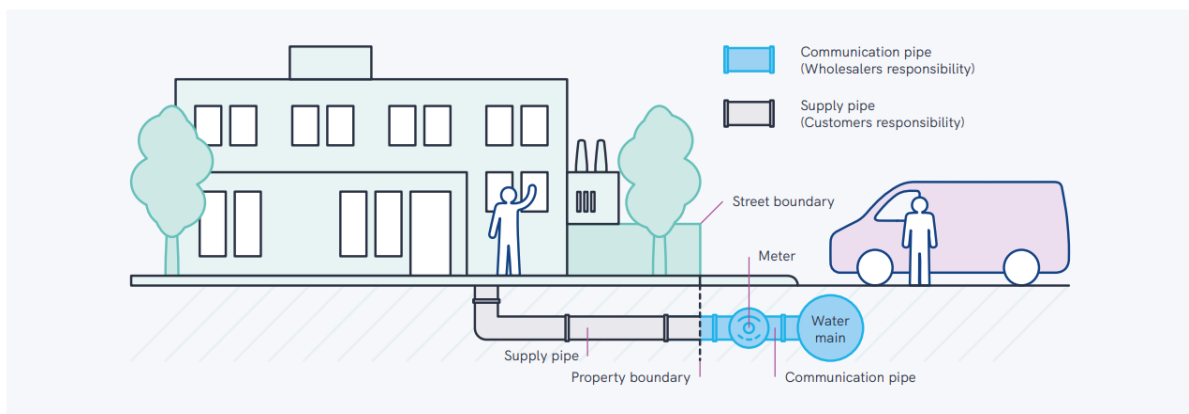 Communication pipe
(Wholesalers responsibility)
Supply pipe
(Customers responsibility)
Street boundary
Meter
Water
main
Supply pipe
Property boundary
Communication pipe